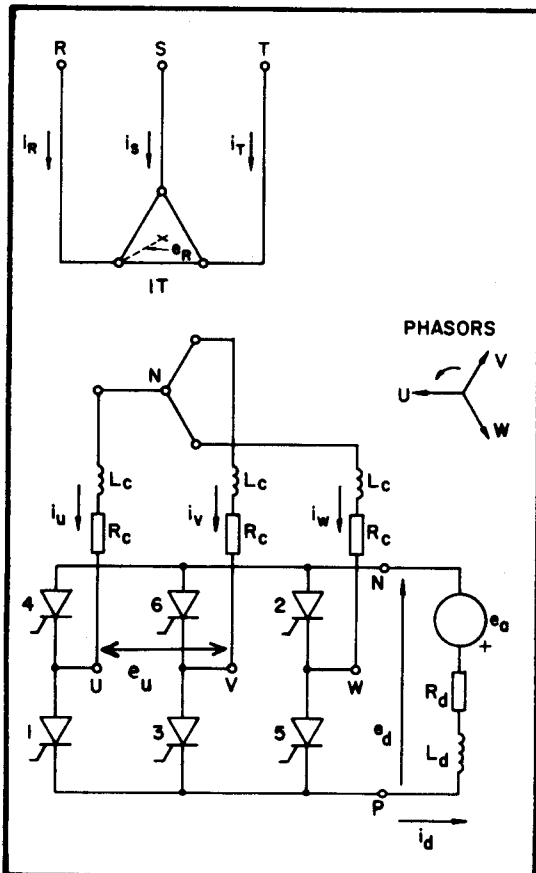 R S T
iR iS iT
eR
IT
PHASORS
N
V
U
W
Lc Lc Lc
iu iv iw
Rc Rc Rc
N
4 6 2
ea
+
eu
U V W
Rd
ed
1 3 5
Ld
P
id